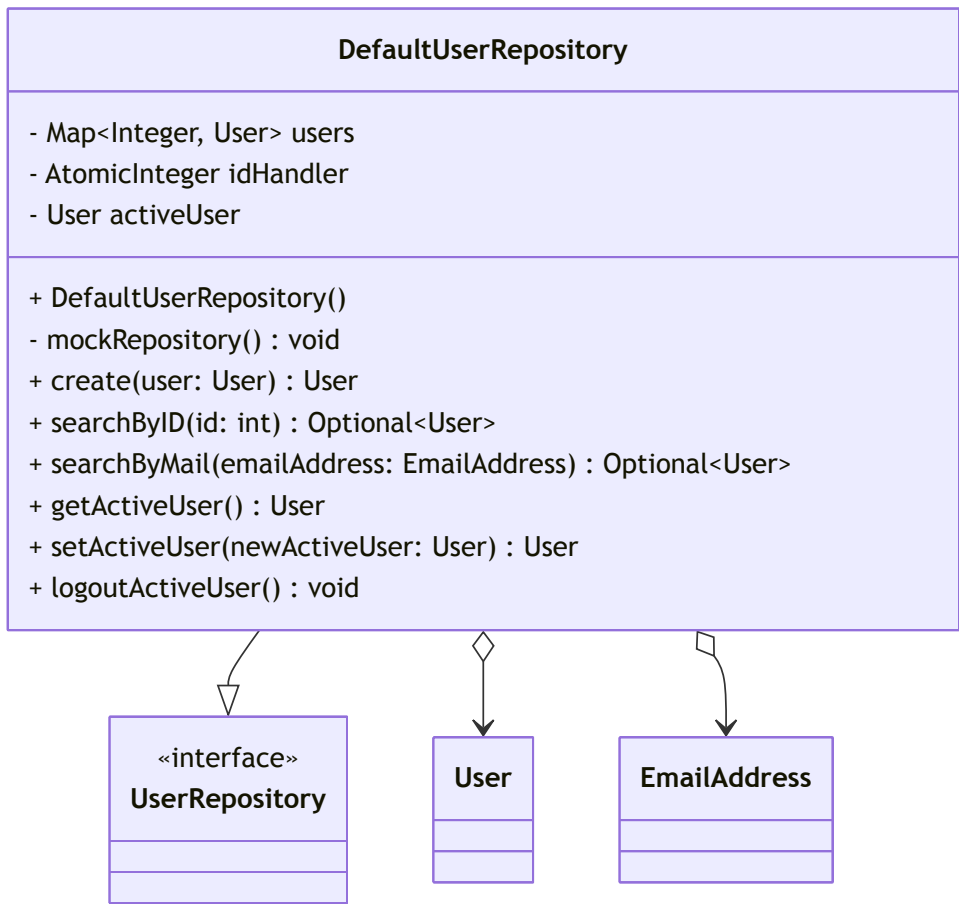 DefaultUserRepository
- Map<Integer, User> users
- AtomicInteger idHandler
- User activeUser
+ DefaultUserRepository()
- mockRepository() : void
+ create(user: User) : User
+ searchByID(id: int) : Optional<User>
+ searchByMail(emailAddress: EmailAddress) : Optional<User>
+ getActiveUser() : User
+ setActiveUser(newActiveUser: User) : User
+ logoutActiveUser() : void
«interface»
UserRepository
User
EmailAddress